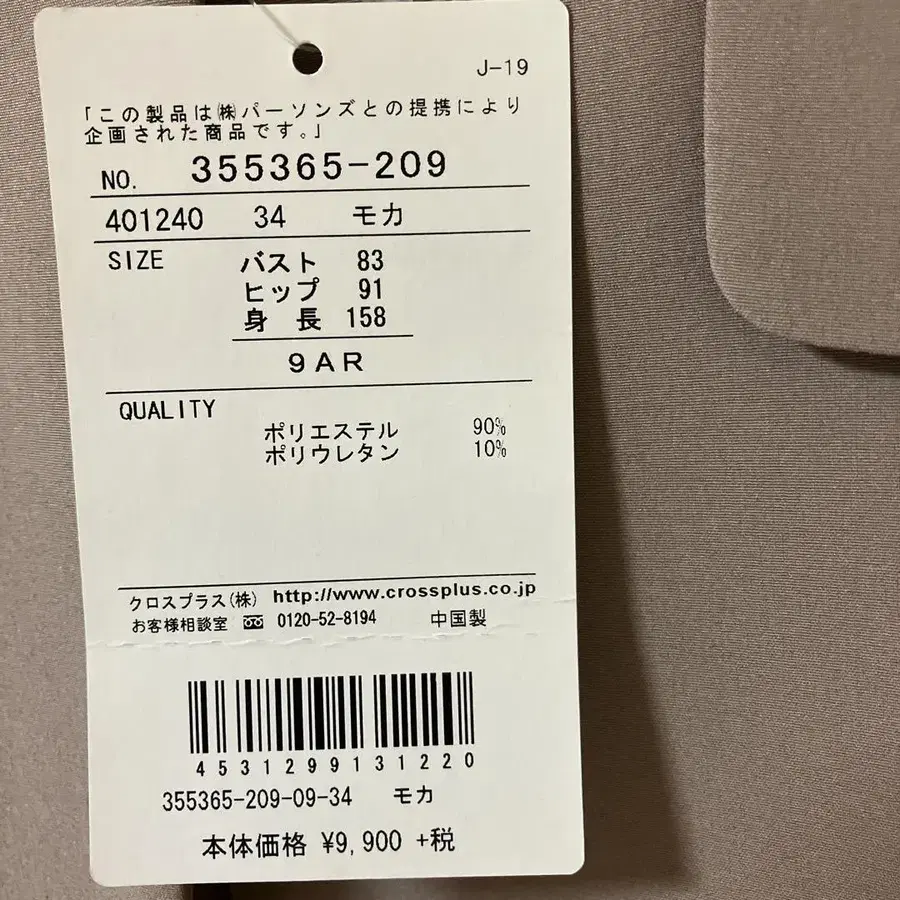 J-19
「この製品は㈱パーソンズとの提携により
企画された商品です。」
NO. 355365-209
401240 34 モカ
SIZE バスト 83
ヒップ 91
身 長 158
9AR
QUALITY
ポリエステル 90%
ポリウレタン 10%
クロスプラス(株) http://www.crossplus.co.jp
お客様相談室 0120-52-8194 中国製
4531299131220
355365-209-09-34 モカ
本体価格 ¥9,900 +税